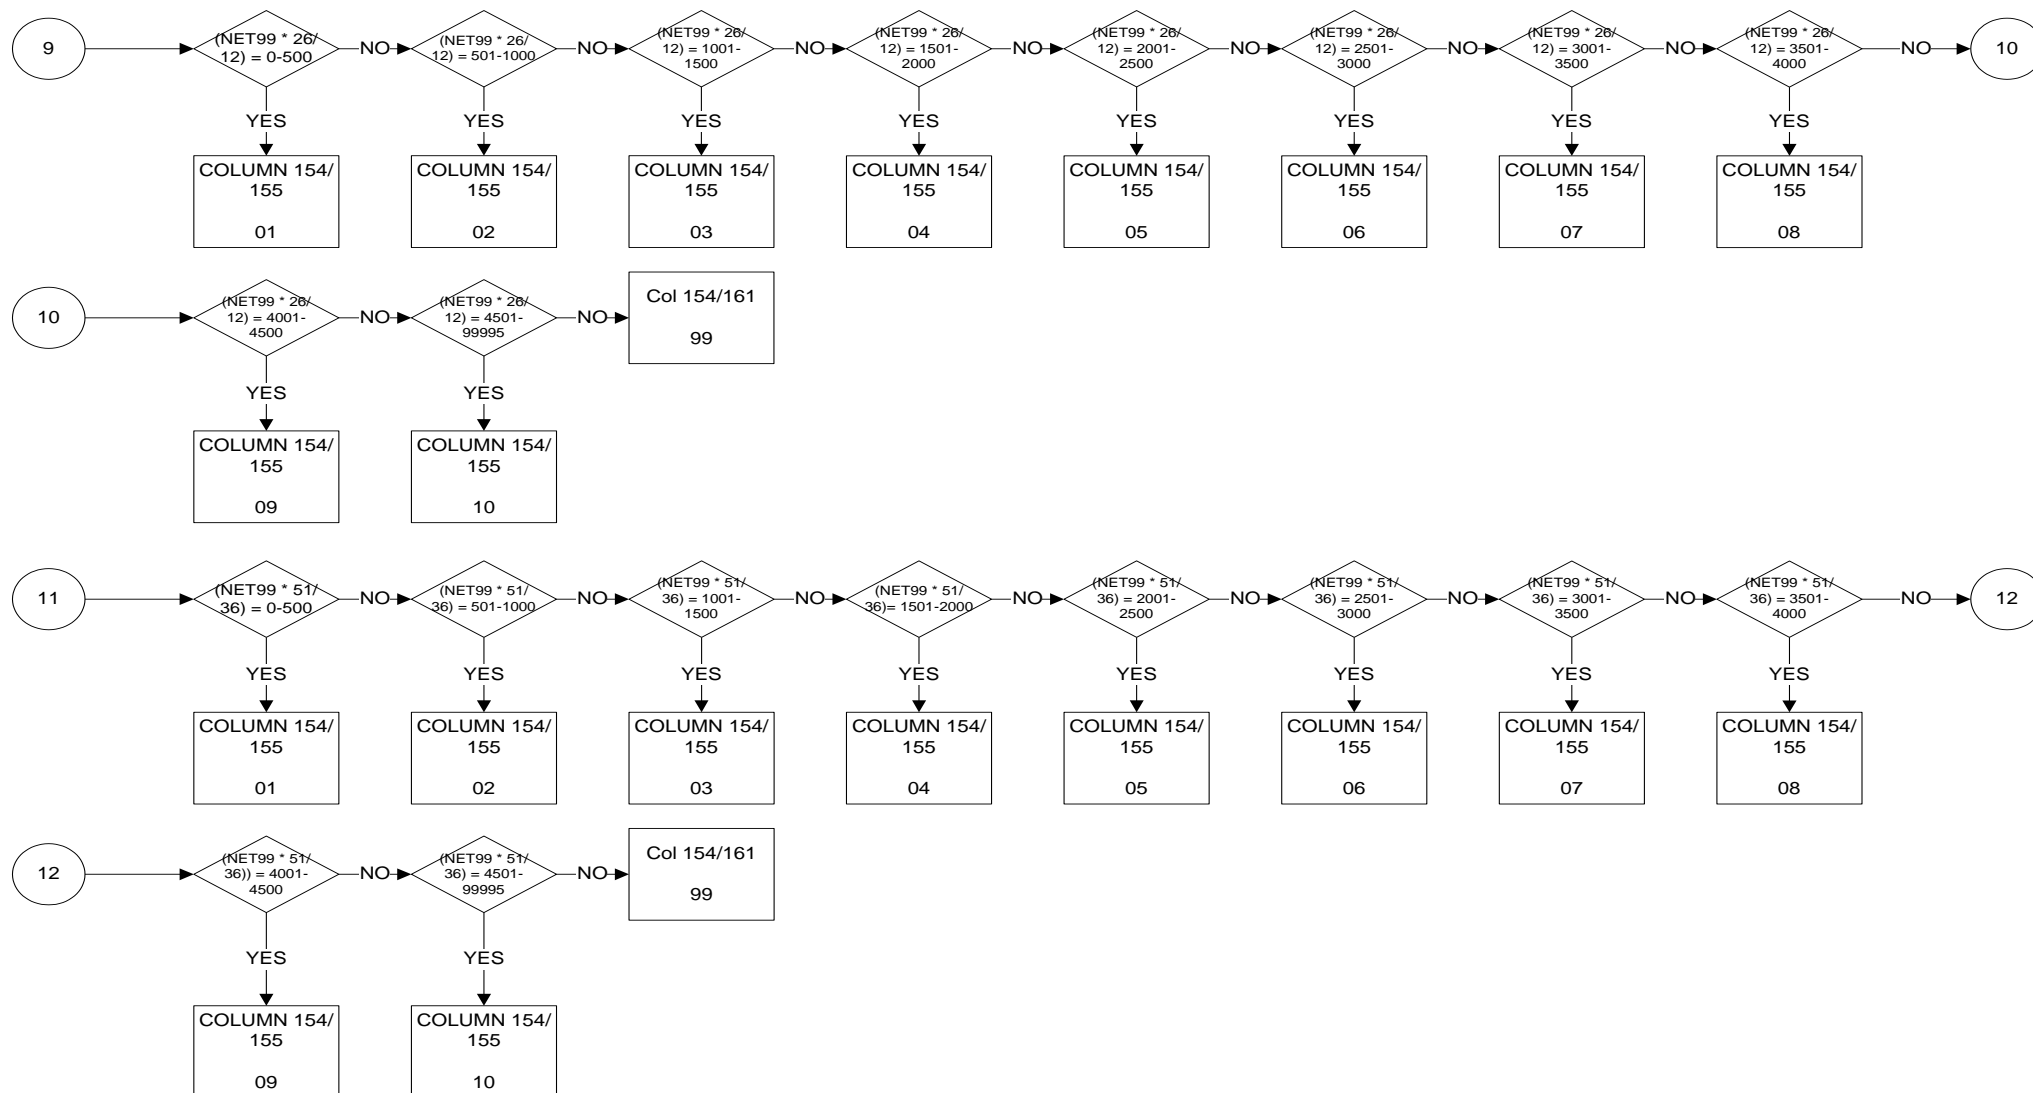 9
(NET99 * 26/
12) = 0-500
NO
(NET99 * 26/
12) = 501-1000
NO
(NET99 * 26/
12) = 1001-
1500
NO
(NET99 * 26/
12) = 1501-
2000
NO
(NET99 * 26/
12) = 2001-
2500
NO
(NET99 * 26/
12) = 2501-
3000
NO
(NET99 * 26/
12) = 3001-
3500
NO
(NET99 * 26/
12) = 3501-
4000
NO
10
YES
YES
YES
YES
YES
YES
YES
YES
COLUMN 154/
155
01
COLUMN 154/
155
02
COLUMN 154/
155
03
COLUMN 154/
155
04
COLUMN 154/
155
05
COLUMN 154/
155
06
COLUMN 154/
155
07
COLUMN 154/
155
08
10
(NET99 * 26/
12) = 4001-
4500
NO
(NET99 * 26/
12) = 4501-
99995
NO
Col 154/161
99
YES
YES
COLUMN 154/
155
09
COLUMN 154/
155
10
11
(NET99 * 51/
36) = 0-500
NO
(NET99 * 51/
36) = 501-1000
NO
(NET99 * 51/
36) = 1001-
1500
NO
(NET99 * 51/
36)= 1501-2000
NO
(NET99 * 51/
36) = 2001-
2500
NO
(NET99 * 51/
36) = 2501-
3000
NO
(NET99 * 51/
36) = 3001-
3500
NO
(NET99 * 51/
36) = 3501-
4000
NO
12
YES
YES
YES
YES
YES
YES
YES
YES
COLUMN 154/
155
01
COLUMN 154/
155
02
COLUMN 154/
155
03
COLUMN 154/
155
04
COLUMN 154/
155
05
COLUMN 154/
155
06
COLUMN 154/
155
07
COLUMN 154/
155
08
12
(NET99 * 51/
36)) = 4001-
4500
NO
(NET99 * 51/
36) = 4501-
99995
NO
Col 154/161
99
YES
YES
COLUMN 154/
155
09
COLUMN 154/
155
10